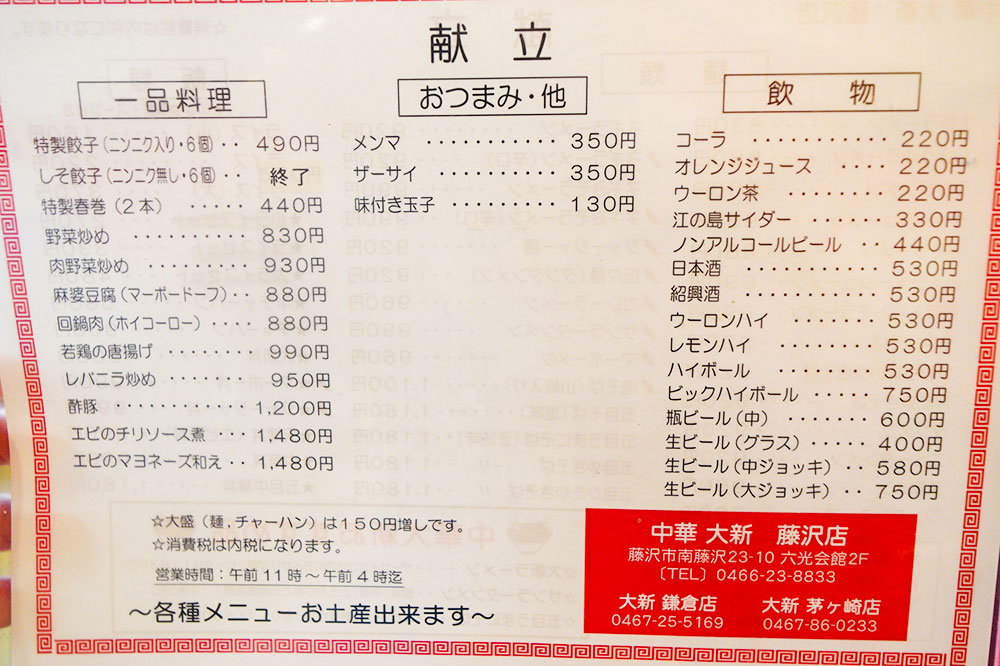 献立
一品料理
特製餃子(ニンニク入り・6個)・・490円
しそ餃子(ニンニク無し・6個)・・ 終了
特製春巻(2本)・・・・・440円
野菜炒め・・・・・・・830円
肉野菜炒め・・・・・・930円
麻婆豆腐(マーボードーフ)・・880円
回鍋肉(ホイコーロー)・・・・880円
若鶏の唐揚げ・・・・・・・・990円
レバニラ炒め・・・・・・・950円
酢豚・・・・・・・・・・1,200円
エビのチリソース煮・・・1,480円
エビのマヨネーズ和え・・1,480円
おつまみ・他
メンマ・・・・・・・・・・・350円
ザーサイ・・・・・・・・・・350円
味付き玉子・・・・・・・・・130円
飲物
コーラ・・・・・・・・・・・220円
オレンジジュース・・・・・・220円
ウーロン茶・・・・・・・・・220円
江の島サイダー・・・・・・・330円
ノンアルコールビール・・440円
日本酒・・・・・・・・・・・530円
紹興酒・・・・・・・・・・・530円
ウーロンハイ・・・・・・・・530円
レモンハイ・・・・・・・・・530円
ハイボール・・・・・・・・・530円
ビックハイボール・・・・・・750円
瓶ビール(中)・・・・・・・・600円
生ビール(グラス)・・・・・400円
生ビール(中ジョッキ)・・・580円
生ビール(大ジョッキ)・・750円
☆大盛(麺,チャーハン)は150円増しです。
☆消費税は内税になります。
営業時間:午前11時~午前4時迄
~各種メニューお土産出来ます~
中華 大新 藤沢店
藤沢市南藤沢23-10 六光会館2F
〔TEL〕0466-23-8833
大新 鎌倉店 大新 茅ヶ崎店
0467-25-5169 0467-86-0233